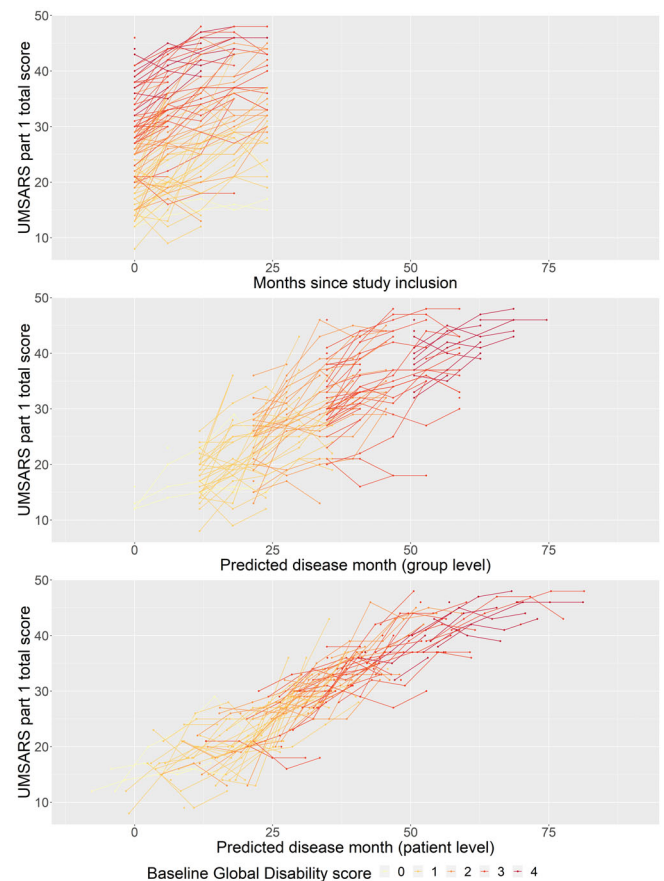 50
40
30
20
10
UMSARS part 1 total score
0 25 50 75
Months since study inclusion
50
40
30
20
10
UMSARS part 1 total score
0 25 50 75
Predicted disease month (group level)
50
40
30
20
10
UMSARS part 1 total score
0 25 50 75
Predicted disease month (patient level)
Baseline Global Disability score 0 1 2 3 4